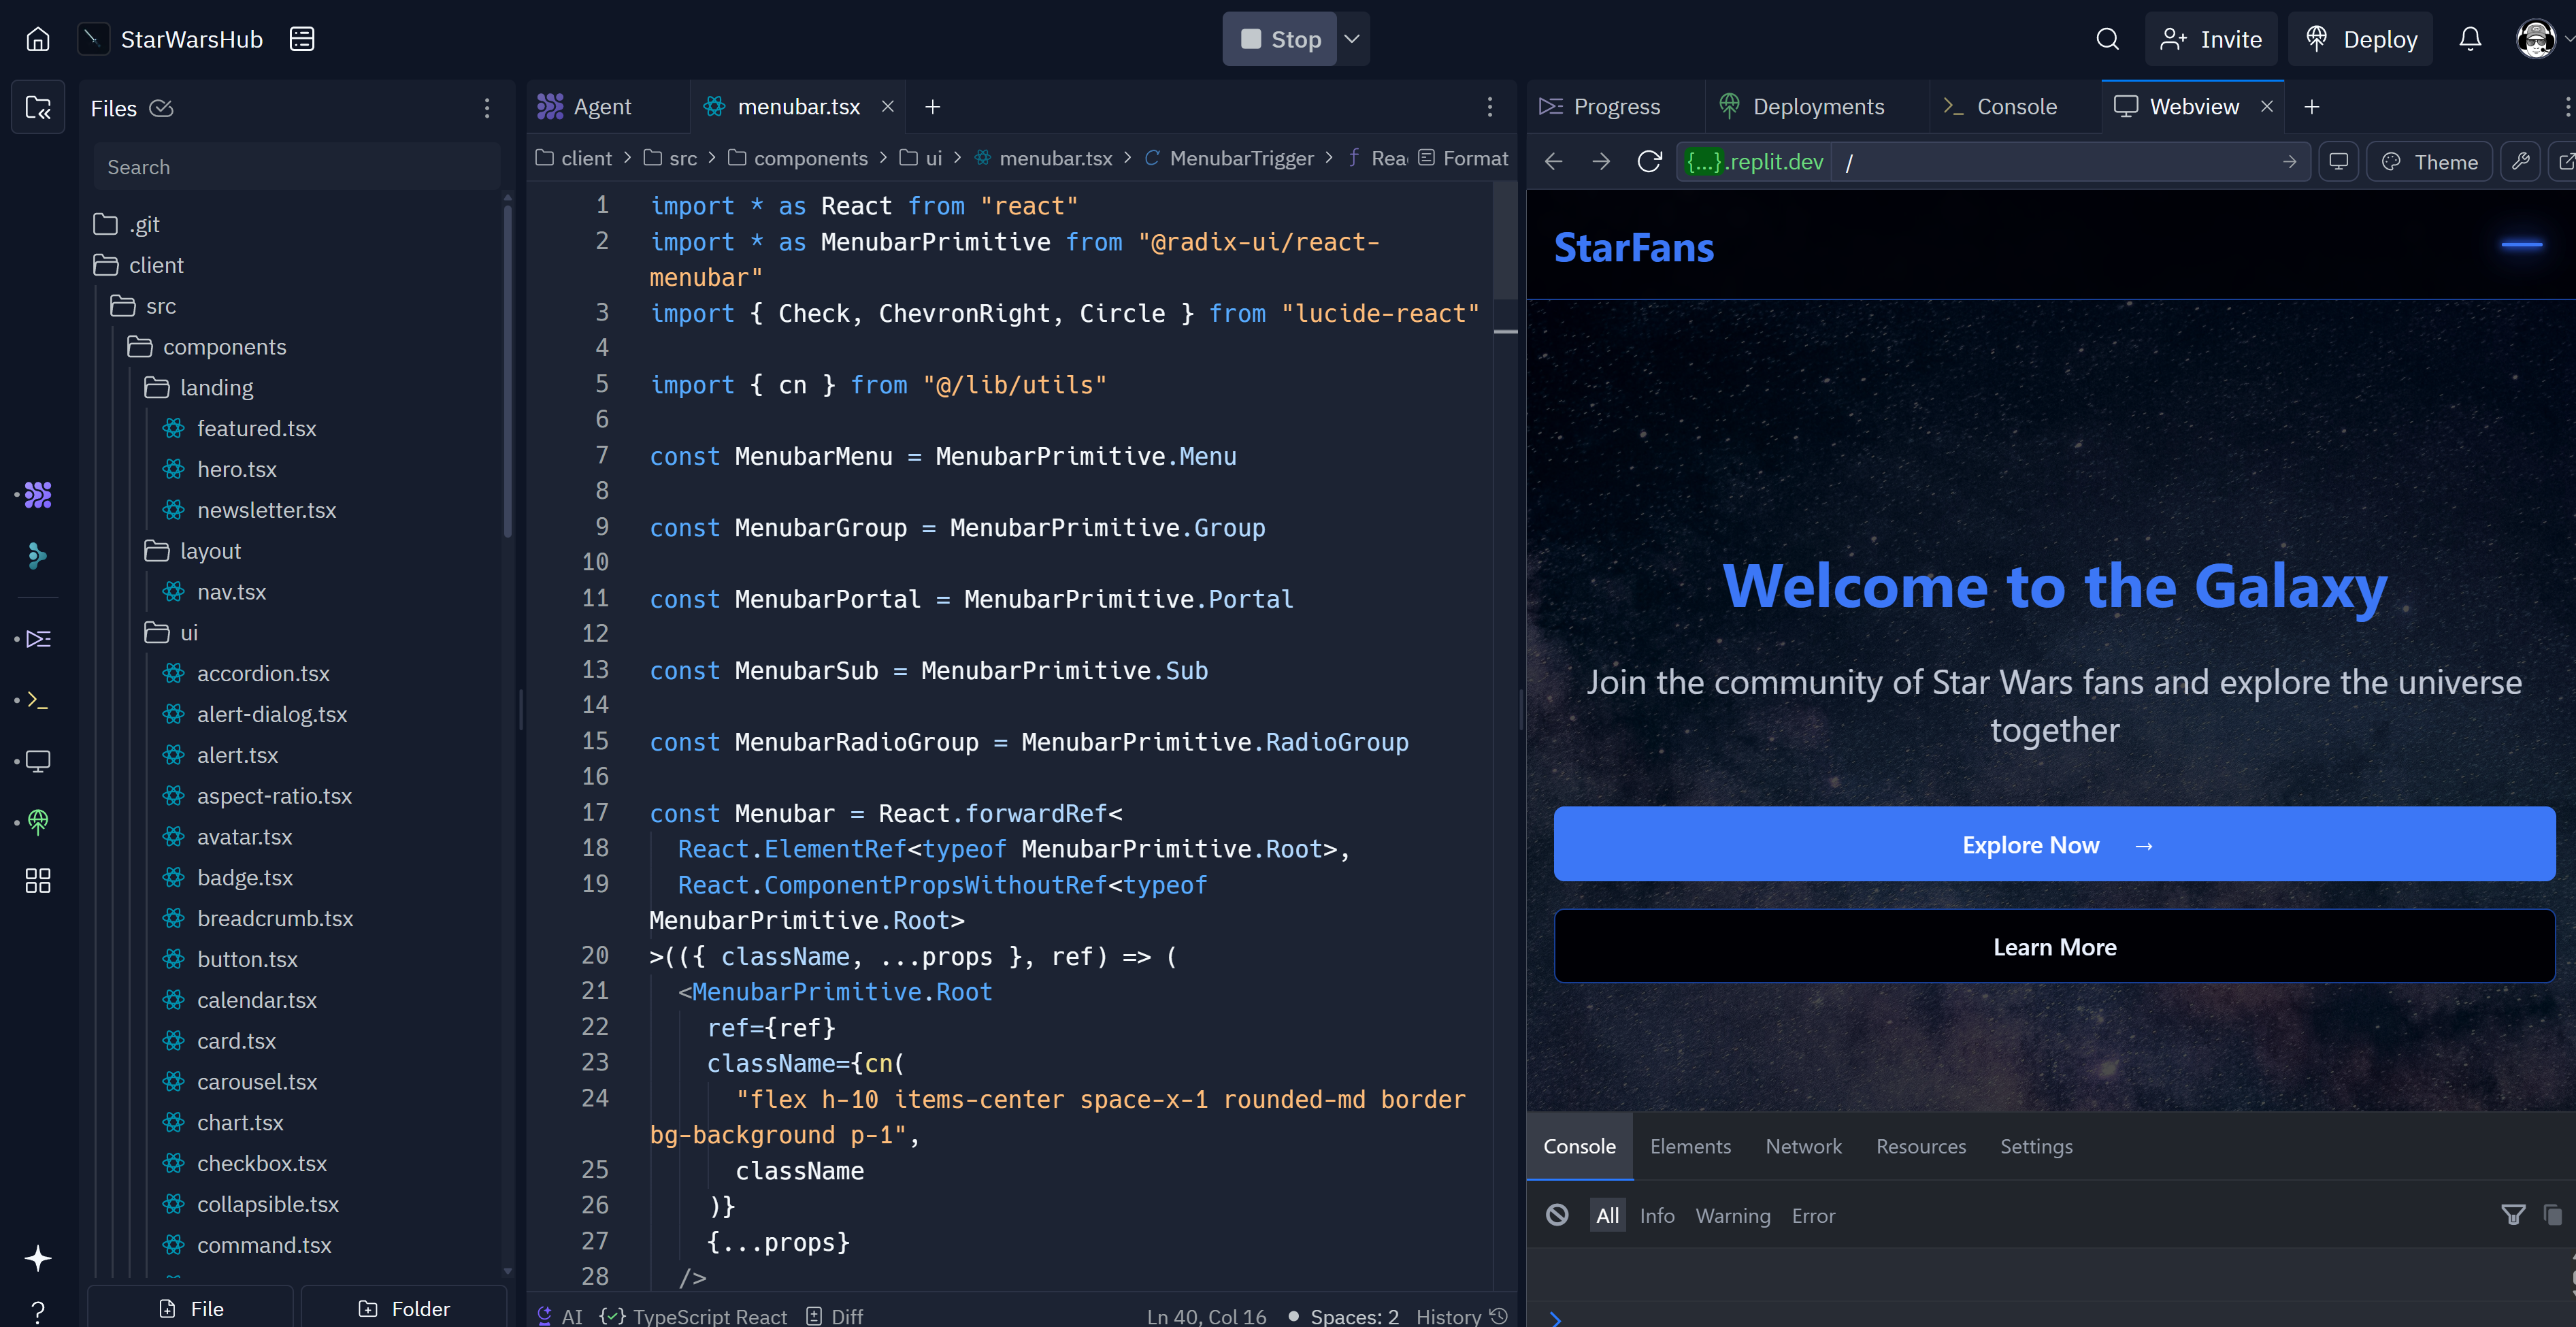 StarWarsHub
Stop
Invite
Deploy
Files
Search
.git
client
src
components
landing
featured.tsx
hero.tsx
newsletter.tsx
layout
nav.tsx
ui
accordion.tsx
alert-dialog.tsx
alert.tsx
aspect-ratio.tsx
avatar.tsx
badge.tsx
breadcrumb.tsx
button.tsx
calendar.tsx
card.tsx
carousel.tsx
chart.tsx
checkbox.tsx
collapsible.tsx
command.tsx
File Folder
Agent menubar.tsx
client > src > components > ui > menubar.tsx > MenubarTrigger > Rea Format
1 import * as React from "react"
2 import * as MenubarPrimitive from "@radix-ui/react-
menubar"
3 import { Check, ChevronRight, Circle } from "lucide-react"
4
5 import { cn } from "@/lib/utils"
6
7 const MenubarMenu = MenubarPrimitive.Menu
8
9 const MenubarGroup = MenubarPrimitive.Group
10
11 const MenubarPortal = MenubarPrimitive.Portal
12
13 const MenubarSub = MenubarPrimitive.Sub
14
15 const MenubarRadioGroup = MenubarPrimitive.RadioGroup
16
17 const Menubar = React.forwardRef<
18 React.ElementRef<typeof MenubarPrimitive.Root>,
19 React.ComponentPropsWithoutRef<typeof
MenubarPrimitive.Root>
20 >(({ className, ...props }, ref) => (
21 <MenubarPrimitive.Root
22 ref={ref}
23 className={cn(
24 "flex h-10 items-center space-x-1 rounded-md border
bg-background p-1",
25 className
26 )}
27 {...props}
28 />
AI TypeScript React Diff Ln 40, Col 16 Spaces: 2 History
Progress Deployments Console Webview
{...}.replit.dev / Theme
StarFans
Welcome to the Galaxy
Join the community of Star Wars fans and explore the universe
together
Explore Now →
Learn More
Console Elements Network Resources Settings
All Info Warning Error